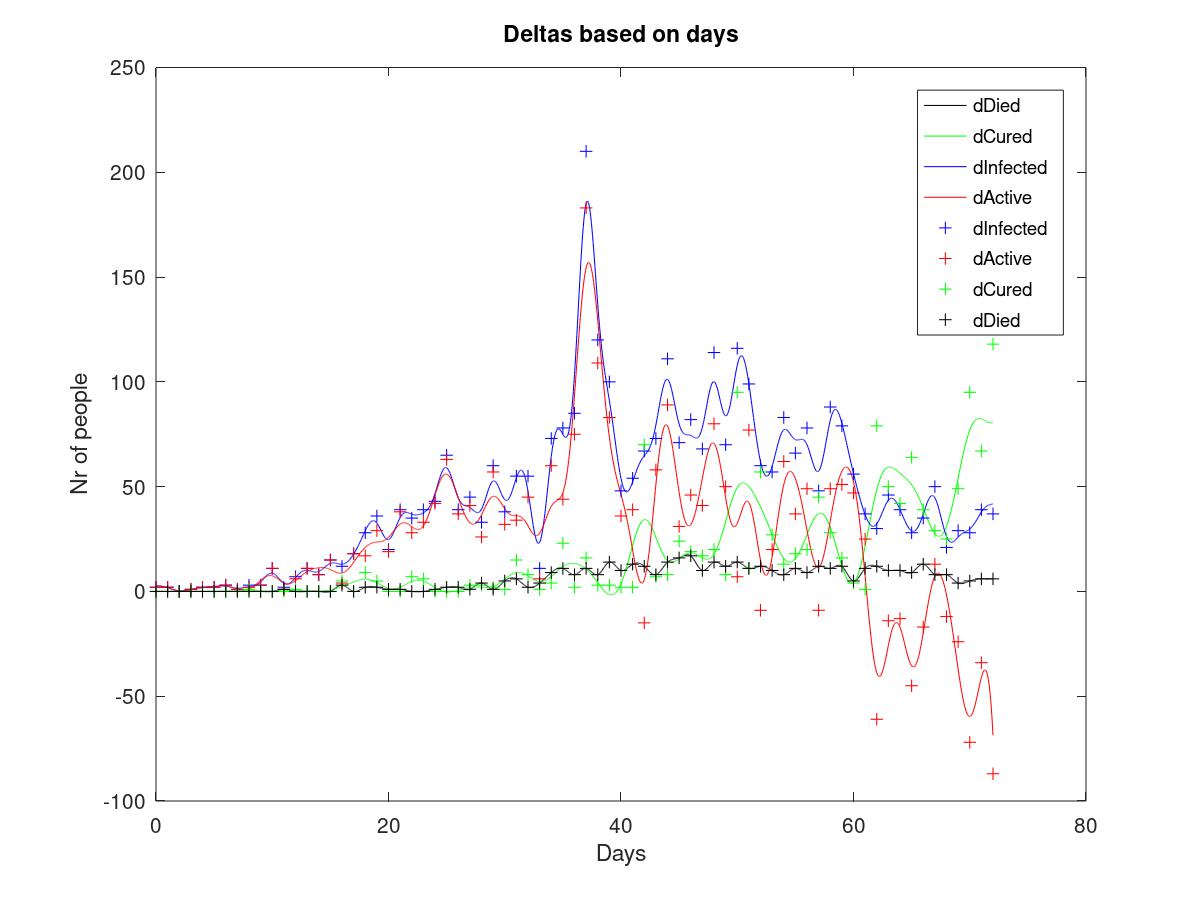 Deltas based on days
250
200
150
100
50
0
-50
-100
Nr of people
dDied
dCured
dInfected
dActive
dInfected
dActive
dCured
dDied
0 20 40 60 80
Days